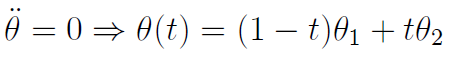 θ̈ = 0 ⇒ θ(t) = (1 − t)θ₁ + tθ₂